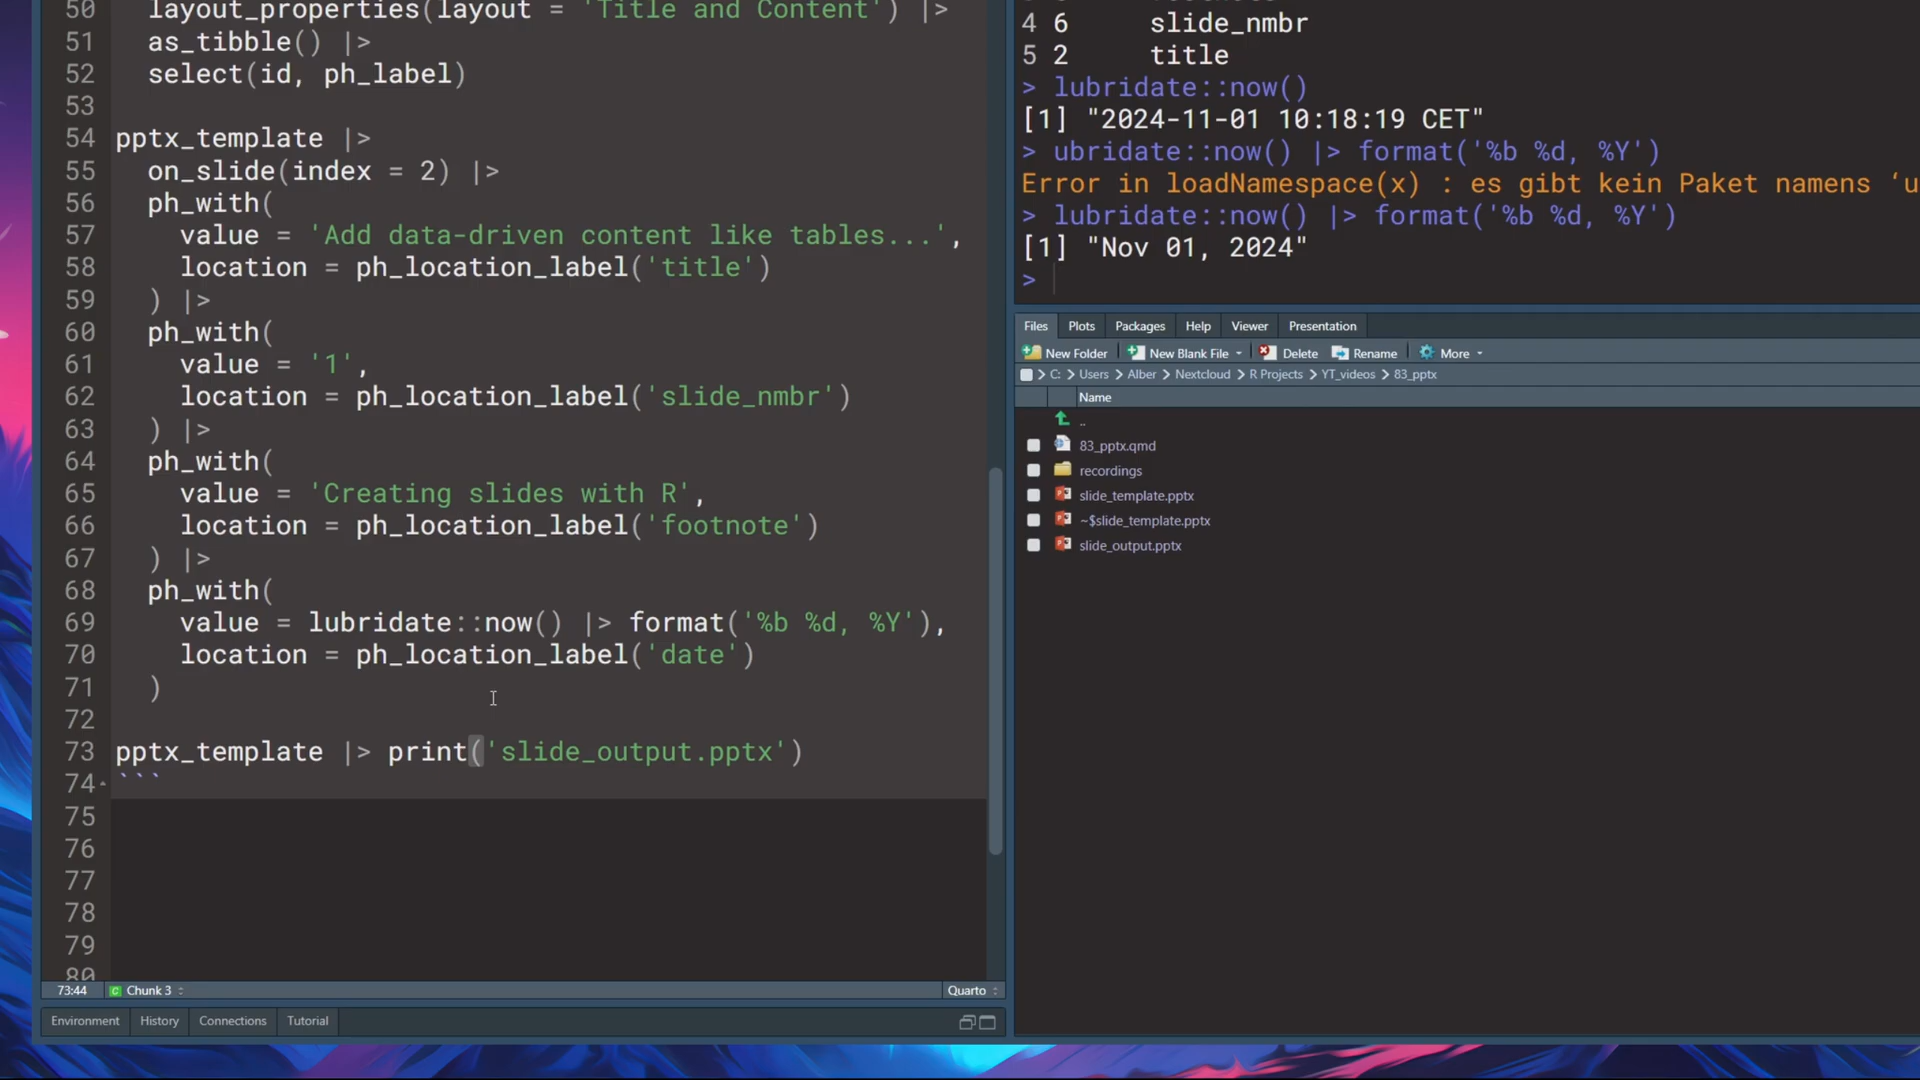 50 layout_properties(layout = 'Title and Content') |>
51 as_tibble() |>
52 select(id, ph_label)
53
54 pptx_template |>
55 on_slide(index = 2) |>
56 ph_with(
57 value = 'Add data-driven content like tables...',
58 location = ph_location_label('title')
59 ) |>
60 ph_with(
61 value = '1',
62 location = ph_location_label('slide_nmbr')
63 ) |>
64 ph_with(
65 value = 'Creating slides with R',
66 location = ph_location_label('footnote')
67 ) |>
68 ph_with(
69 value = lubridate::now() |> format('%b %d, %Y'),
70 location = ph_location_label('date')
71 )
72
73 pptx_template |> print('slide_output.pptx')
74 ```
75
76
77
78
79
80
73:44 Chunk 3 Quarto
Environment History Connections Tutorial
4 6 slide_nmbr
5 2 title
> lubridate::now()
[1] "2024-11-01 10:18:19 CET"
> ubridate::now() |> format('%b %d, %Y')
Error in loadNamespace(x) : es gibt kein Paket namens ‘u
> lubridate::now() |> format('%b %d, %Y')
[1] "Nov 01, 2024"
>
Files Plots Packages Help Viewer Presentation
New Folder New Blank File Delete Rename More
C: > Users > Alber > Nextcloud > R Projects > YT_videos > 83_pptx
Name
..
83_pptx.qmd
recordings
slide_template.pptx
~$slide_template.pptx
slide_output.pptx